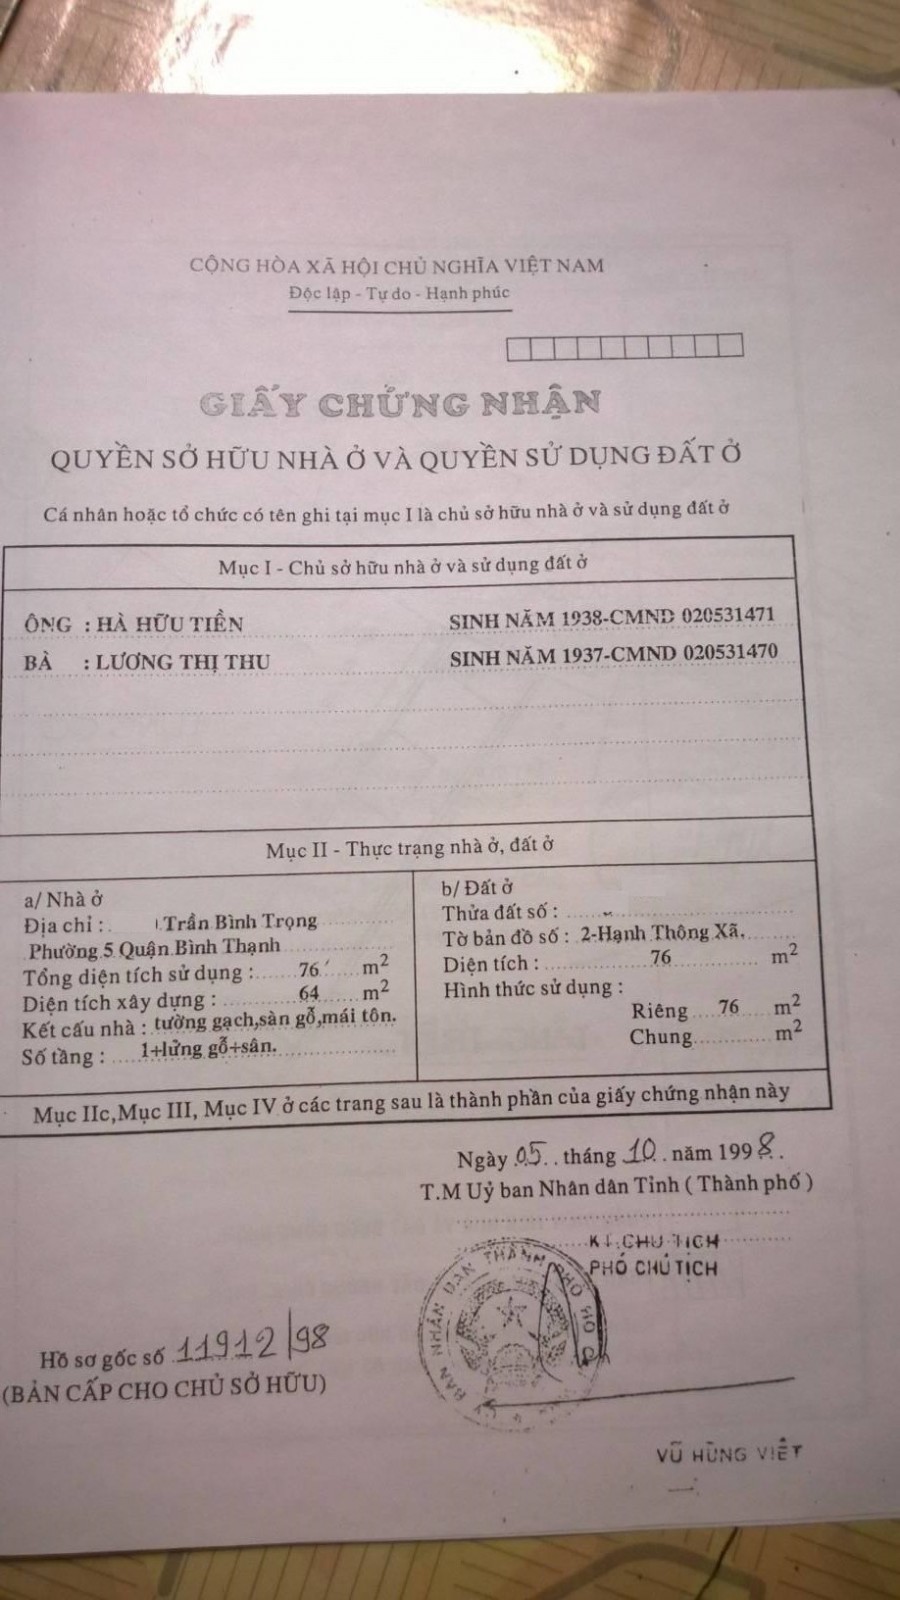 CỘNG HÒA XÃ HỘI CHỦ NGHĨA VIỆT NAM
Độc lập - Tự do - Hạnh phúc
GIẤY CHỨNG NHẬN
QUYỀN SỞ HỮU NHÀ Ở VÀ QUYỀN SỬ DỤNG ĐẤT Ở
Cá nhân hoặc tổ chức có tên ghi tại mục I là chủ sở hữu nhà ở và sử dụng đất ở
Mục I - Chủ sở hữu nhà ở và sử dụng đất ở
ÔNG : HÀ HỮU TIỀN SINH NĂM 1938-CMND 020531471
BÀ : LƯƠNG THỊ THU SINH NĂM 1937-CMND 020531470
Mục II - Thực trạng nhà ở, đất ở
a/ Nhà ở
Địa chỉ : Trần Bình Trọng
Phường 5 Quận Bình Thạnh
Tổng diện tích sử dụng : 76 m2
Diện tích xây dựng : 64 m2
Kết cấu nhà : tường gạch,sàn gỗ,mái tôn.
Số tầng : 1+lửng gỗ+sân.
b/ Đất ở
Thửa đất số :
Tờ bản đồ số : 2-Hạnh Thông Xã.
Diện tích : 76 m2
Hình thức sử dụng :
Riêng 76 m2
Chung m2
Mục IIc,Mục III, Mục IV ở các trang sau là thành phần của giấy chứng nhận này
Ngày 05 tháng 10 năm 1998.
T.M Uỷ ban Nhân dân Tỉnh ( Thành phố )
KT.CHỦ TỊCH
PHÓ CHỦ TỊCH
BAN NHÂN DÂN THÀNH PHỐ HỒ C
Hồ sơ gốc số 11912/98
(BẢN CẤP CHO CHỦ SỞ HỮU)
VŨ HÙNG VIỆT